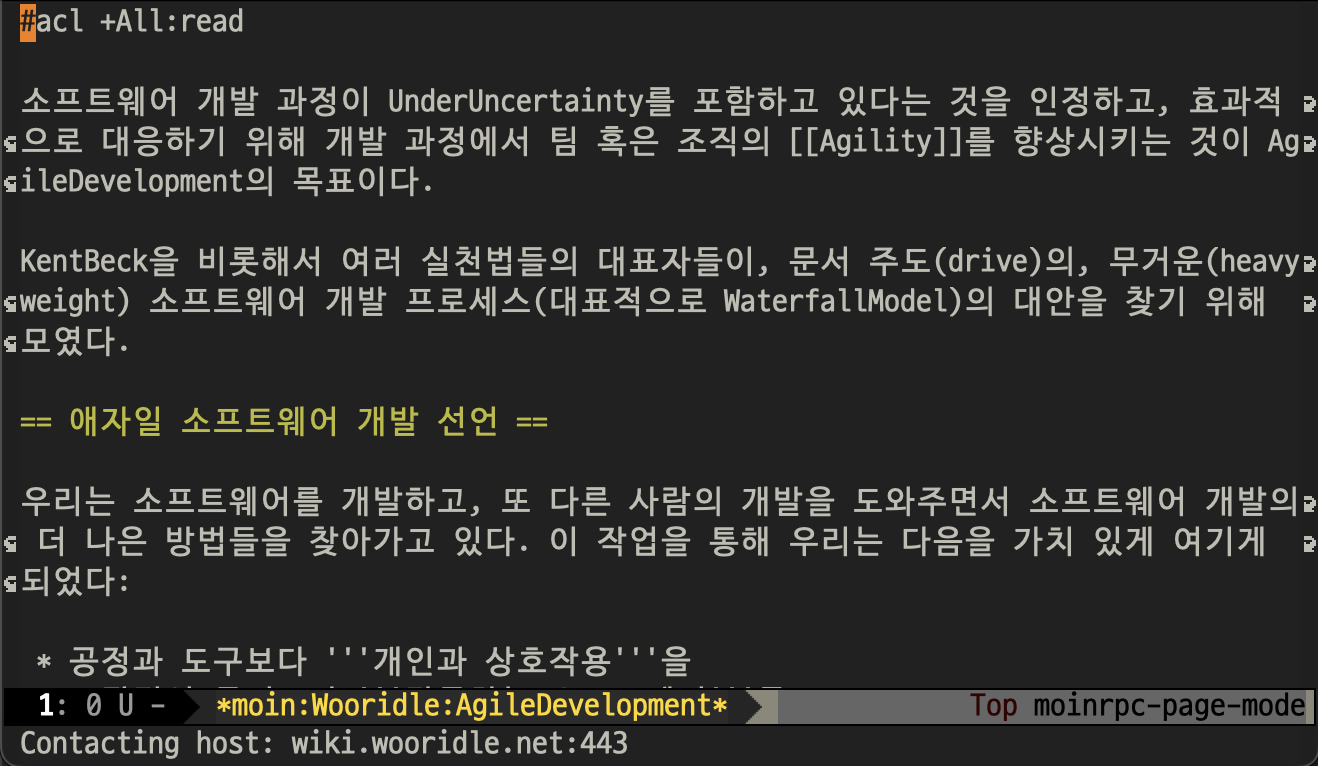 #acl +All:read
소프트웨어 개발 과정이 UnderUncertainty를 포함하고 있다는 것을 인정하고, 효과적
으로 대응하기 위해 개발 과정에서 팀 혹은 조직의 [[Agility]]를 향상시키는 것이 Ag
ileDevelopment의 목표이다.
KentBeck을 비롯해서 여러 실천법들의 대표자들이, 문서 주도(drive)의, 무거운(heavy
weight) 소프트웨어 개발 프로세스(대표적으로 WaterfallModel)의 대안을 찾기 위해
모였다.
== 애자일 소프트웨어 개발 선언 ==
우리는 소프트웨어를 개발하고, 또 다른 사람의 개발을 도와주면서 소프트웨어 개발의
더 나은 방법들을 찾아가고 있다. 이 작업을 통해 우리는 다음을 가치 있게 여기게
되었다:
* 공정과 도구보다 '''개인과 상호작용'''을
1: 0 U - *moin:Wooridle:AgileDevelopment* Top moinrpc-page-mode
Contacting host: wiki.wooridle.net:443